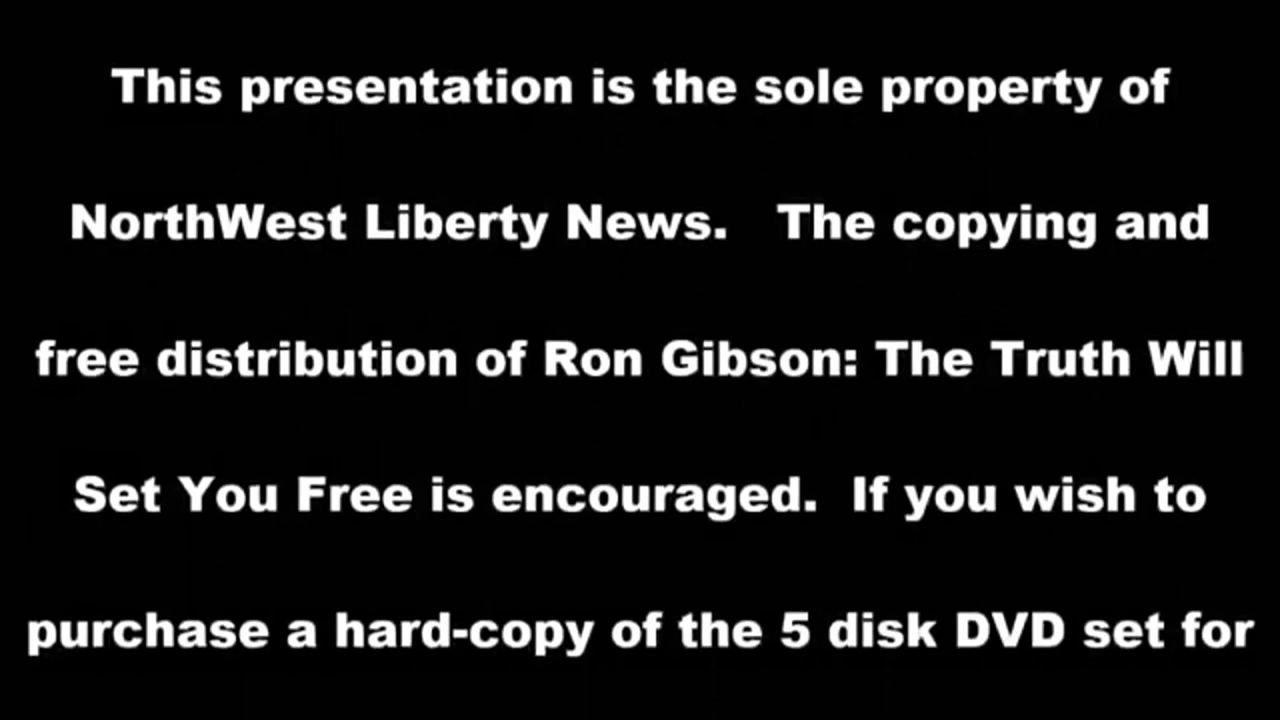 This presentation is the sole property of
NorthWest Liberty News.   The copying and
free distribution of Ron Gibson: The Truth Will
Set You Free is encouraged.  If you wish to
purchase a hard-copy of the 5 disk DVD set for